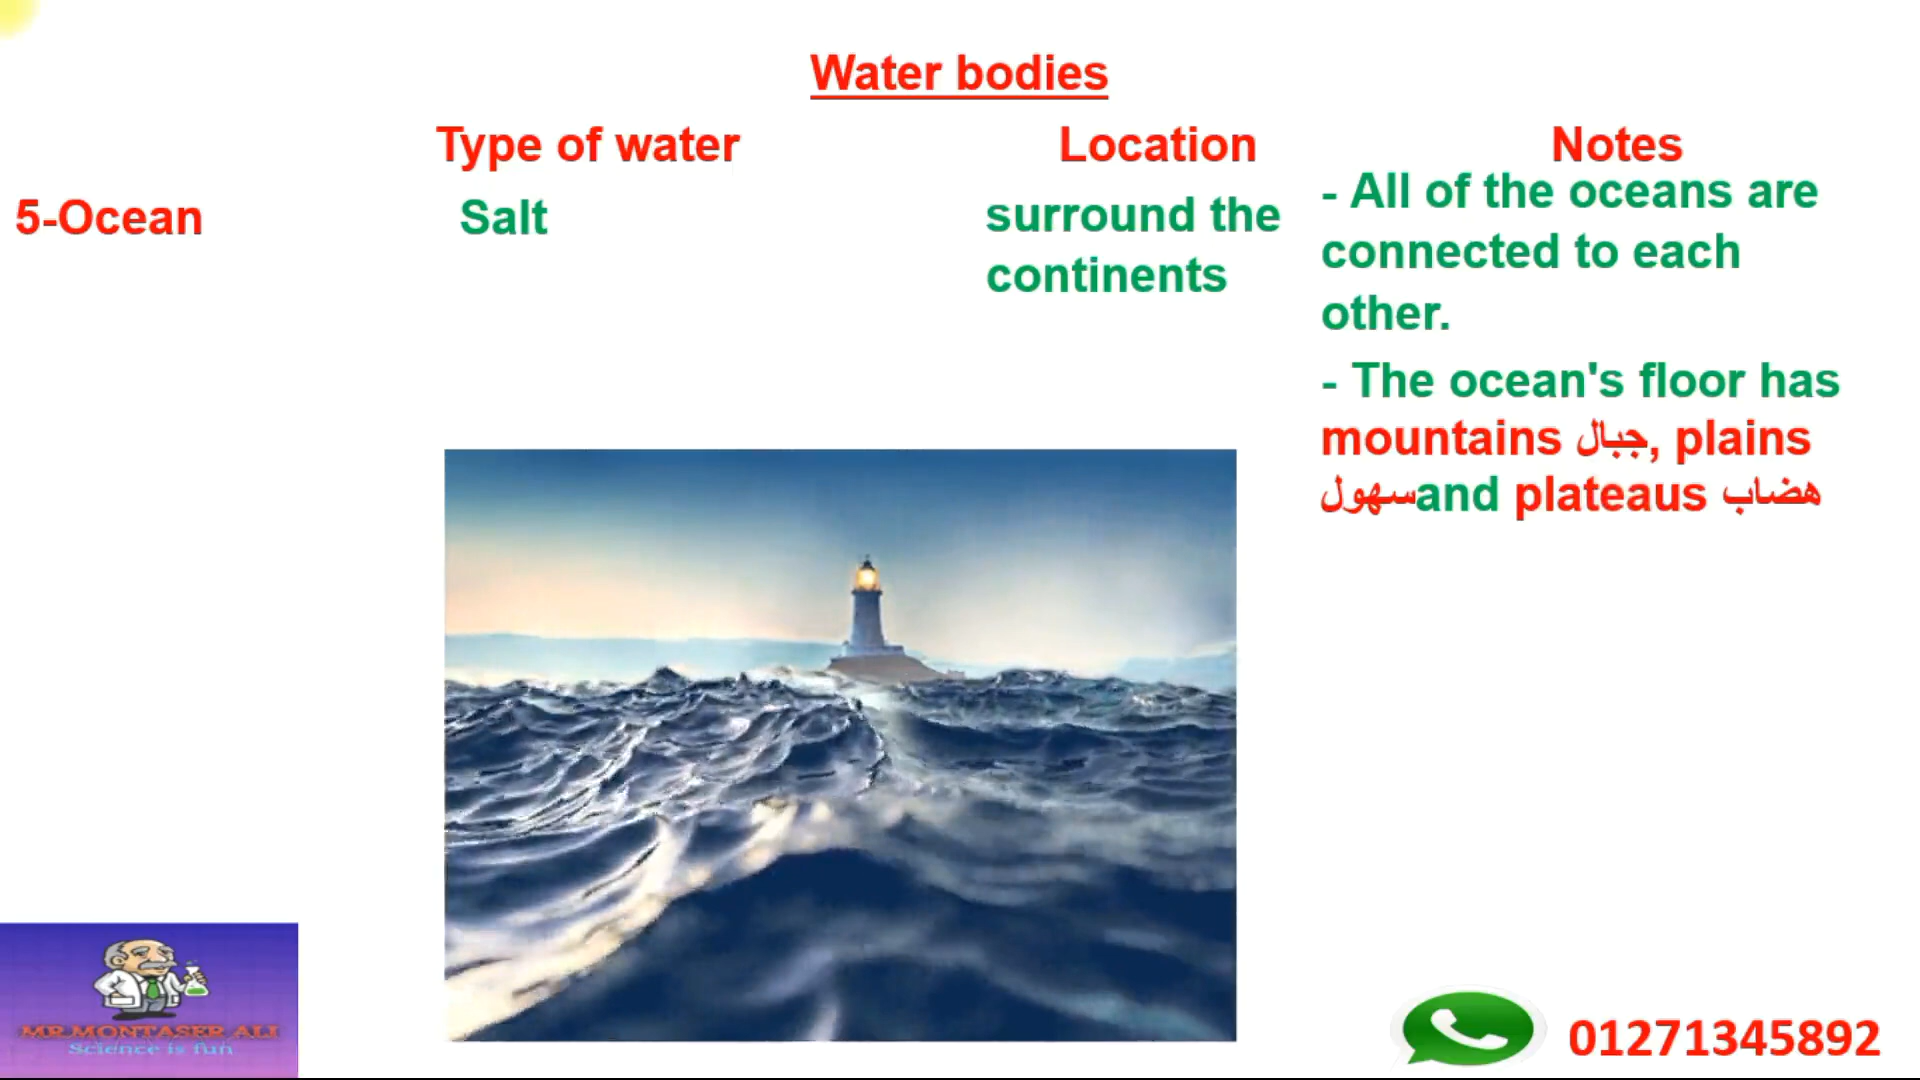 Water bodies
Type of water
Location
Notes
5-Ocean
Salt
surround the
continents
- All of the oceans are
connected to each
other.
- The ocean's floor has
mountains جبال, plains
سهولand plateaus هضاب
MR.MONTASER ALI
Science is fun
01271345892